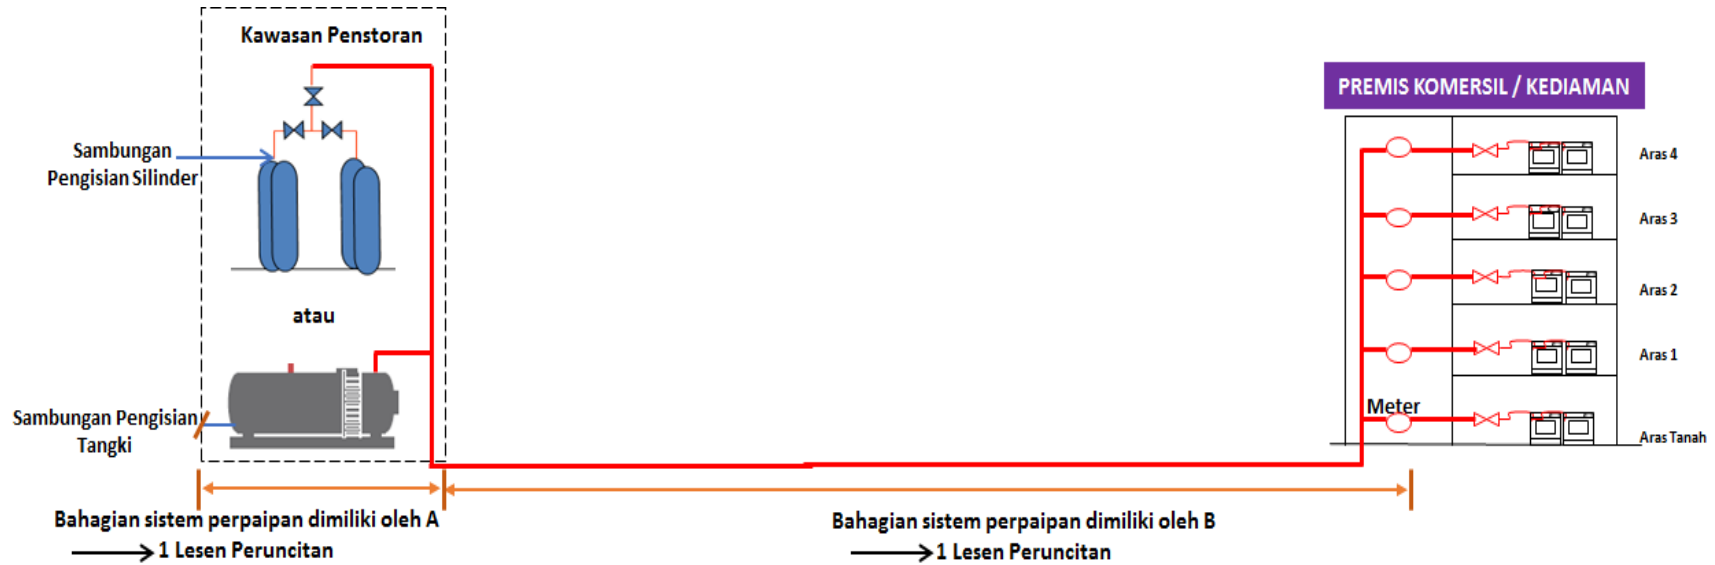 Kawasan Penstoran
Sambungan
Pengisian Silinder
atau
Sambungan Pengisian
Tangki
PREMIS KOMERSIL / KEDIAMAN
Aras 4
Aras 3
Aras 2
Aras 1
Meter
Aras Tanah
Bahagian sistem perpaipan dimiliki oleh A
1 Lesen Peruncitan
Bahagian sistem perpaipan dimiliki oleh B
1 Lesen Peruncitan